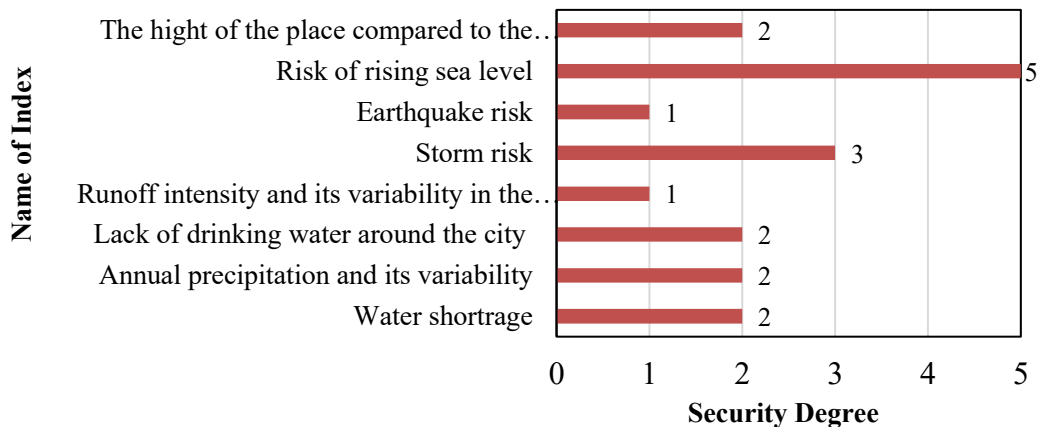 The hight of the place compared to the… 2
Risk of rising sea level 5
Earthquake risk 1
Storm risk 3
Runoff intensity and its variability in the… 1
Lack of drinking water around the city 2
Annual precipitation and its variability 2
Water shortrage 2
Name of Index
0 1 2 3 4 5
Security Degree